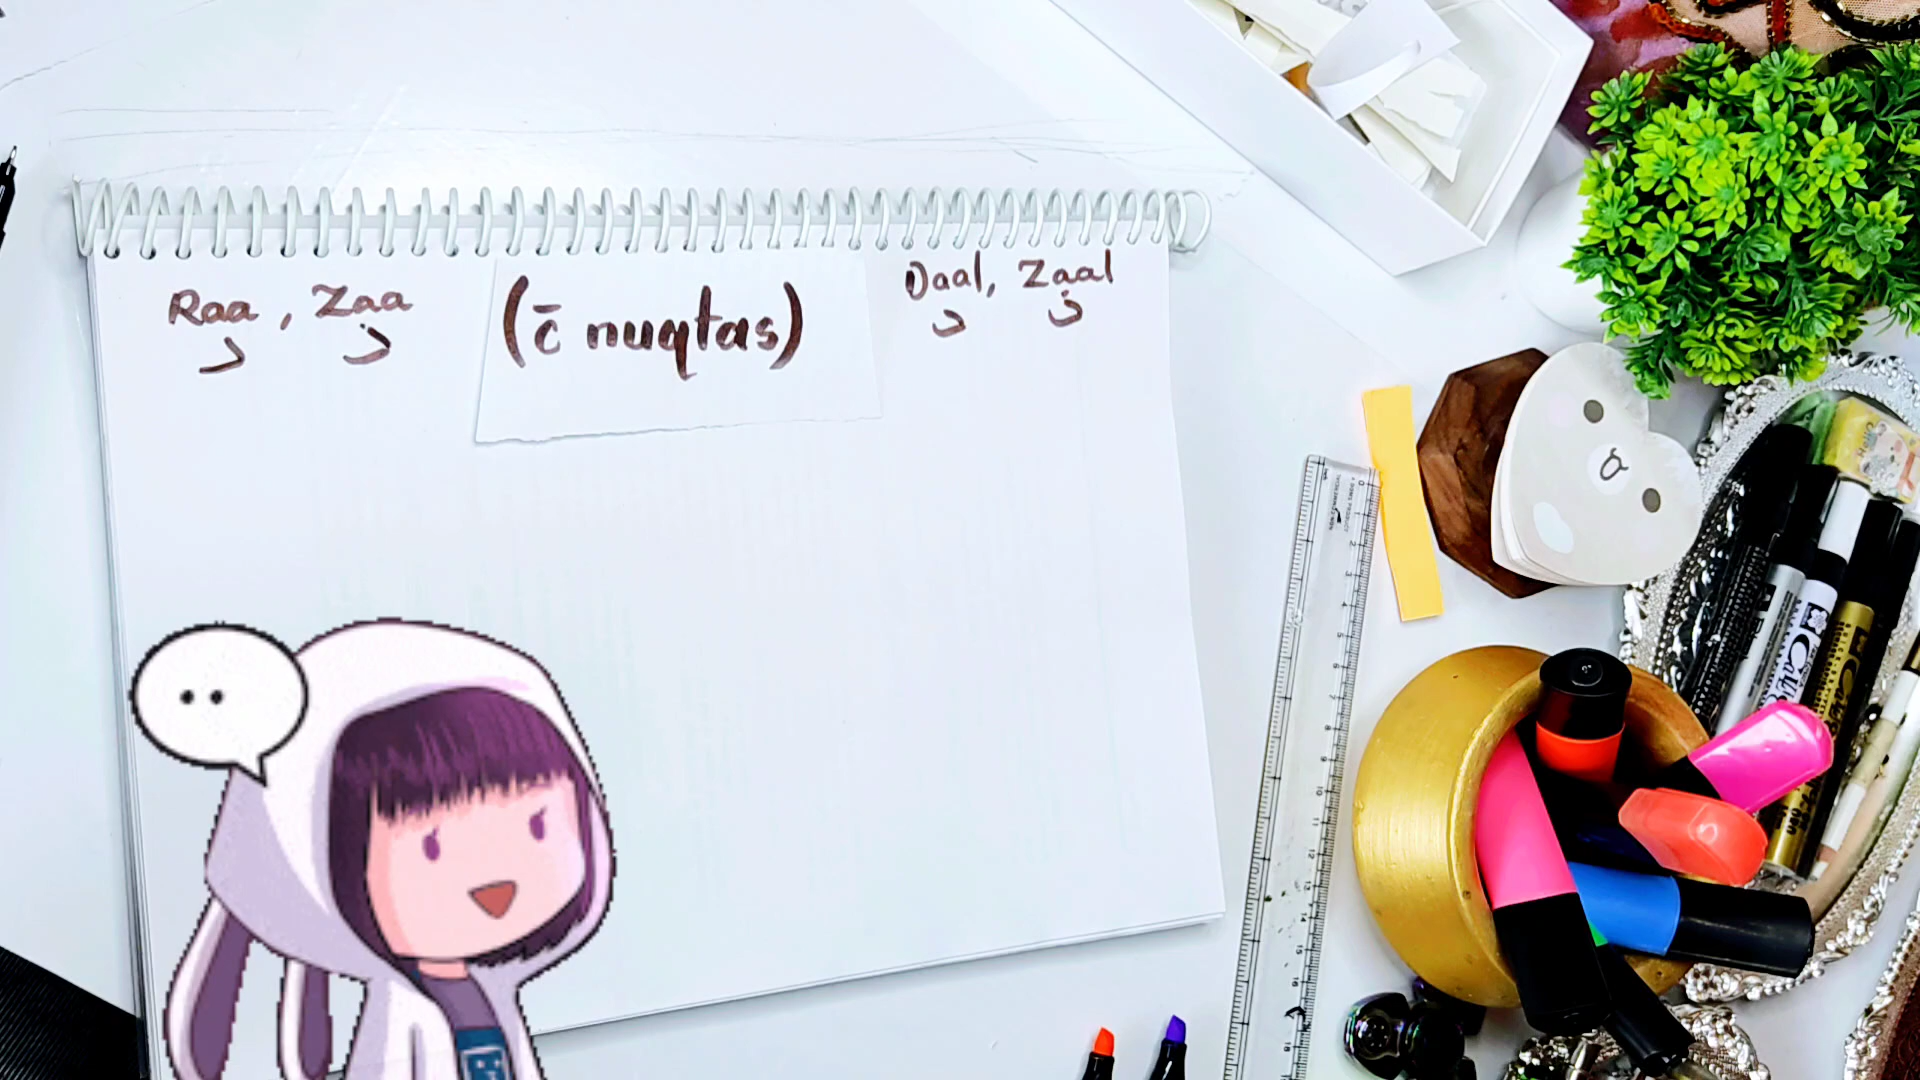 Raa, Zaa
ر ز
(c̄ nuqtas)
Daal, Zaal
د ذ